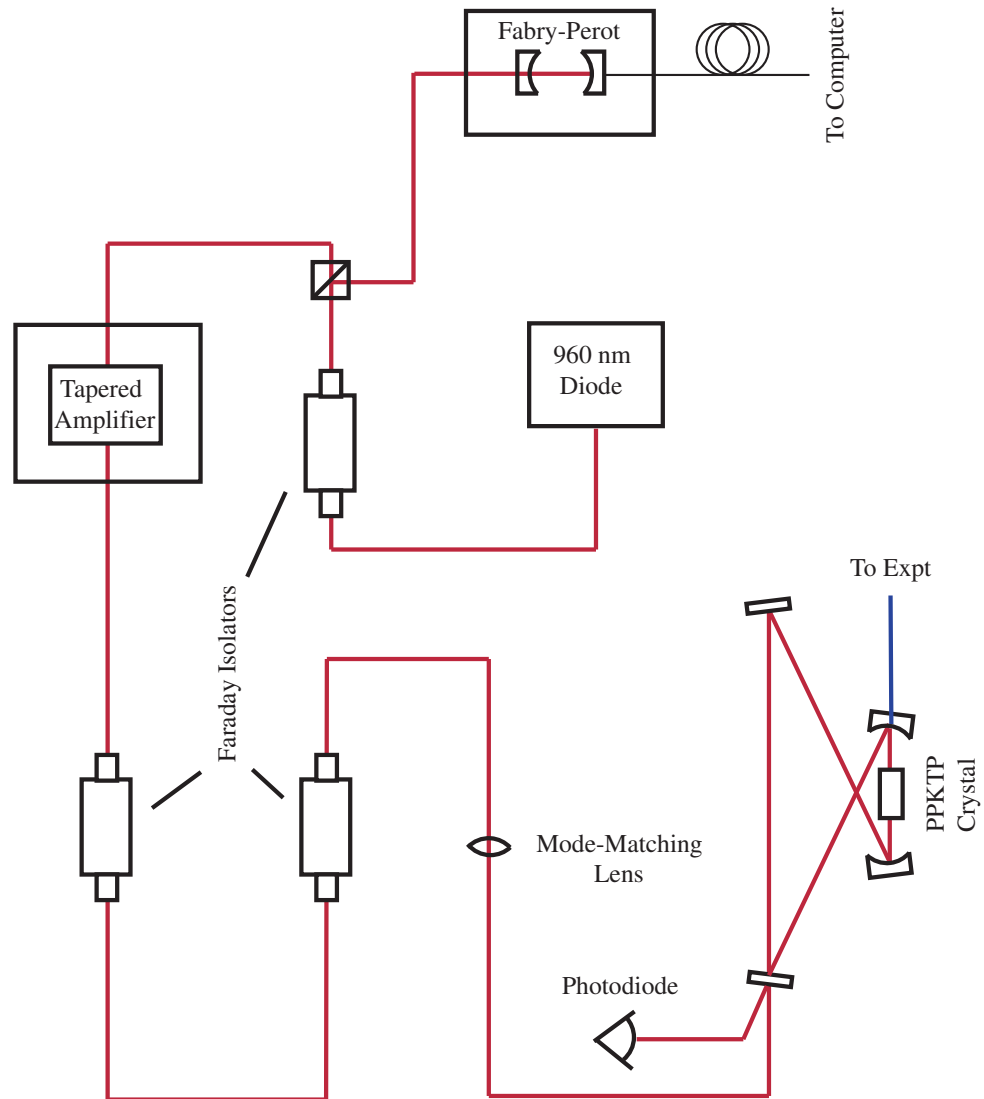 Fabry-Perot
To Computer
960 nm
Diode
Tapered
Amplifier
To Expt
Faraday Isolators
PPKTP
Crystal
Mode-Matching
Lens
Photodiode